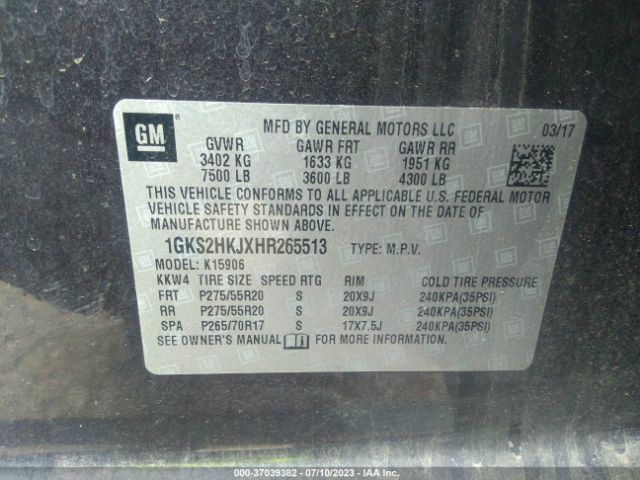 GM
MFD BY GENERAL MOTORS LLC 03/17
GVWR GAWR FRT GAWR RR
3402 KG 1633 KG 1951 KG
7500 LB 3600 LB 4300 LB
THIS VEHICLE CONFORMS TO ALL APPLICABLE U.S. FEDERAL MOTOR
VEHICLE SAFETY STANDARDS IN EFFECT ON THE DATE OF
MANUFACTURE SHOWN ABOVE.
1GKS2HKJXHR265513 TYPE: M.P.V.
MODEL: K15906
KKW4 TIRE SIZE SPEED RTG RIM COLD TIRE PRESSURE
FRT P275/55R20 S 20X9J 240KPA(35PSI)
RR P275/55R20 S 20X9J 240KPA(35PSI)
SPA P265/70R17 S 17X7.5J 240KPA(35PSI)
SEE OWNER'S MANUAL FOR MORE INFORMATION.
000-37039382 - 07/10/2023 - IAA Inc.